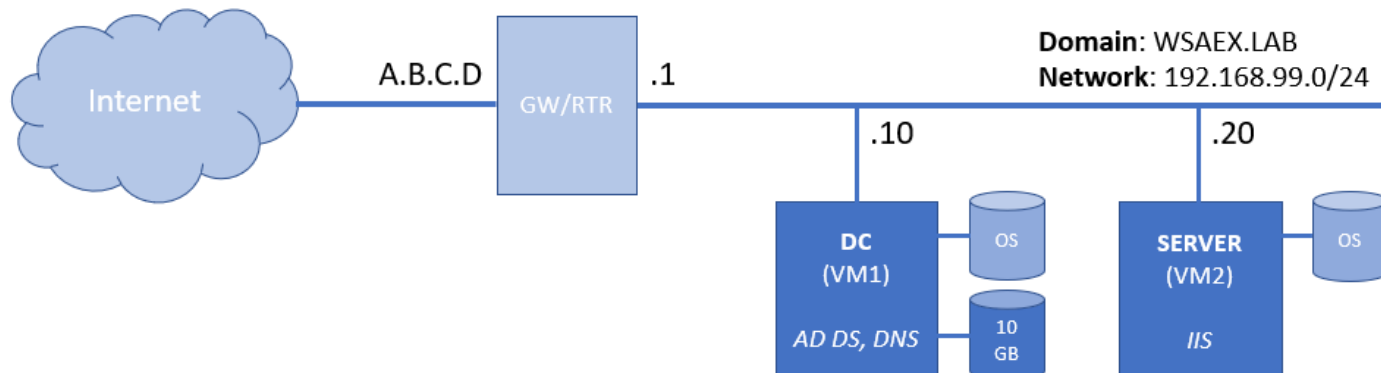 Domain: WSAEX.LAB
Network: 192.168.99.0/24
Internet
A.B.C.D
GW/RTR
.1
.10
.20
DC
(VM1)
AD DS, DNS
OS
10
GB
SERVER
(VM2)
IIS
OS